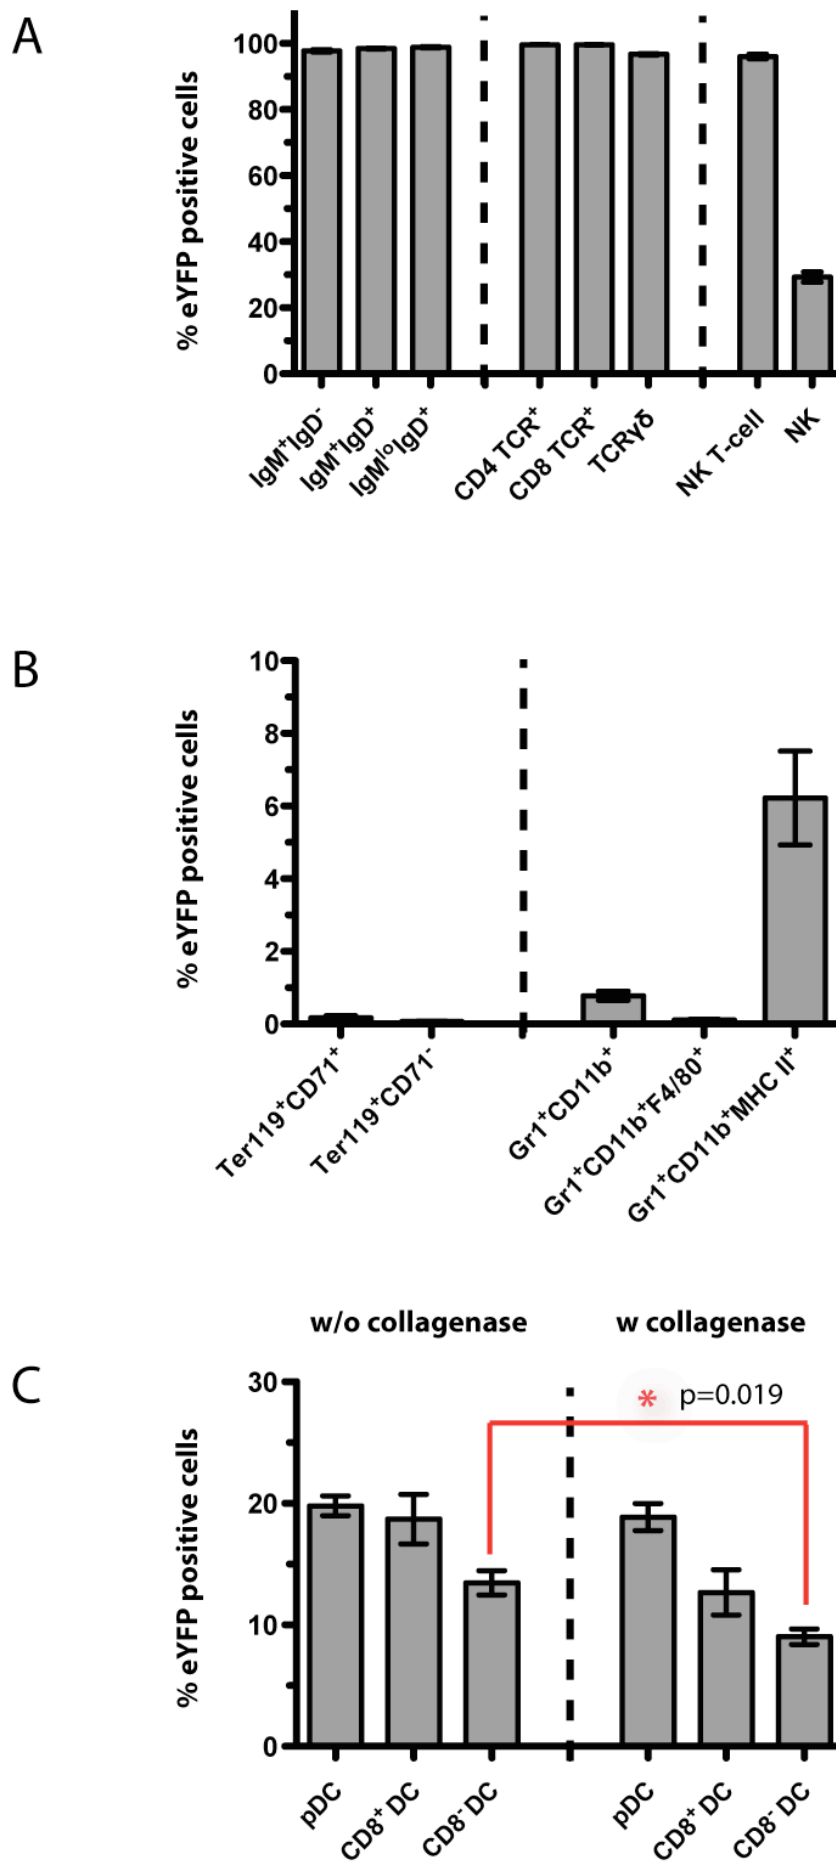 A
% eYFP positive cells
100
80
60
40
20
0
IgM⁺IgD⁻
IgM⁺IgD⁺
IgMˡᵒIgD⁺
CD4 TCR⁺
CD8 TCR⁺
TCRγδ
NK T-cell
NK
B
% eYFP positive cells
10
8
6
4
2
0
Ter119⁺CD71⁺
Ter119⁺CD71⁻
Gr1⁺CD11b⁺
Gr1⁺CD11b⁺F4/80⁺
Gr1⁺CD11b⁺MHC II⁺
w/o collagenase
w collagenase
C
% eYFP positive cells
30
20
10
0
* p=0.019
pDC
CD8⁺ DC
CD8⁻ DC
pDC
CD8⁺ DC
CD8⁻ DC